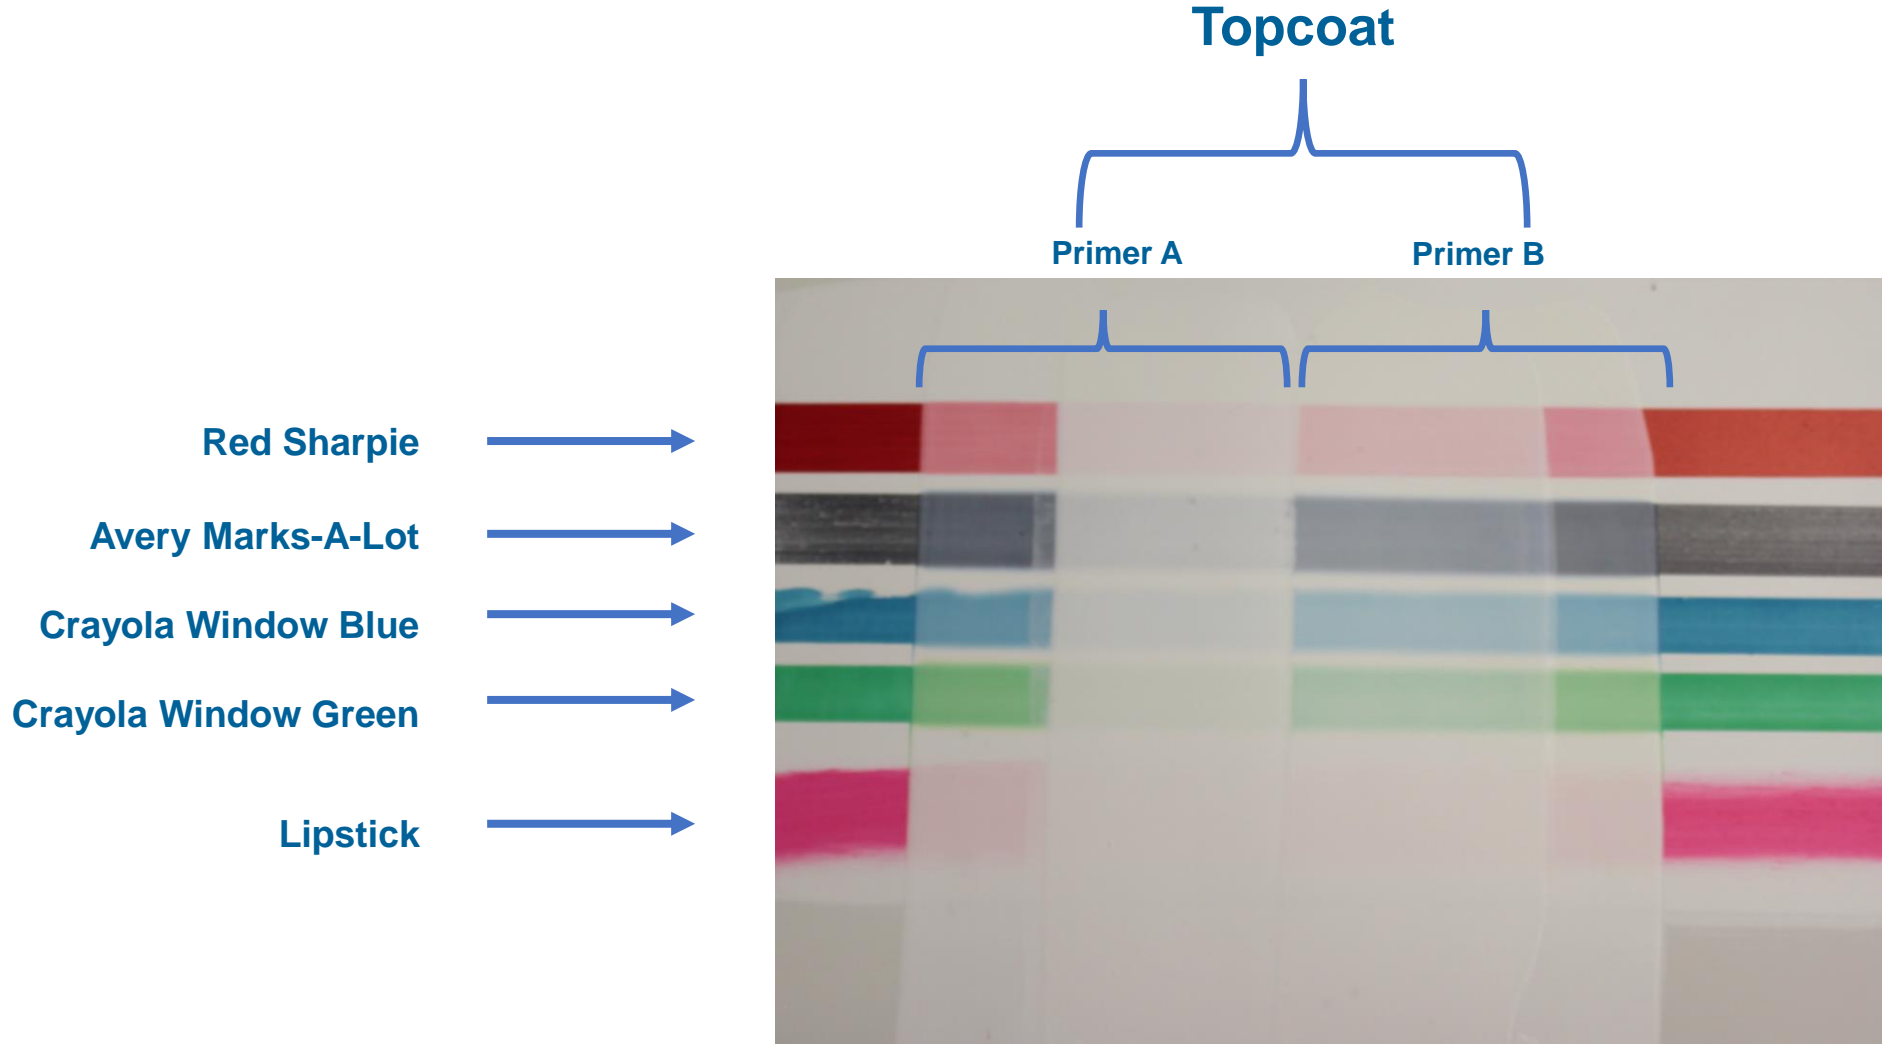 Topcoat
Primer A
Primer B
Red Sharpie
Avery Marks-A-Lot
Crayola Window Blue
Crayola Window Green
Lipstick